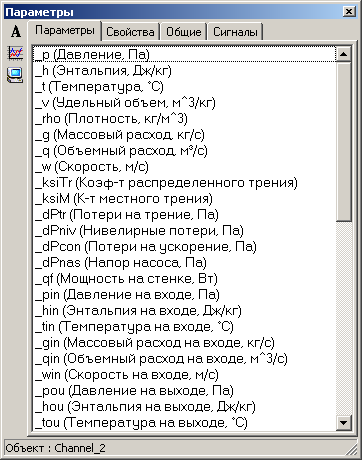 Параметры
A
Параметры Свойства Общие Сигналы
_p (Давление, Па)
_h (Энтальпия, Дж/кг)
_t (Температура, °C)
_v (Удельный объем, м^3/кг)
_rho (Плотность, кг/м^3)
_g (Массовый расход, кг/с)
_q (Объемный расход, м³/с)
_w (Скорость, м/с)
_ksiTr (Коэф-т распределенного трения)
_ksiM (К-т местного трения)
_dPtr (Потери на трение, Па)
_dPniv (Нивелирные потери, Па)
_dPcon (Потери на ускорение, Па)
_dPnas (Напор насоса, Па)
_qf (Мощность на стенке, Вт)
_pin (Давление на входе, Па)
_hin (Энтальпия на входе, Дж/кг)
_tin (Температура на входе, °C)
_gin (Массовый расход на входе, кг/с)
_qin (Объемный расход на входе, м^3/с)
_win (Скорость на входе, м/с)
_pou (Давление на выходе, Па)
_hou (Энтальпия на выходе, Дж/кг)
_tou (Температура на выходе, °C)
Объект : Channel_2